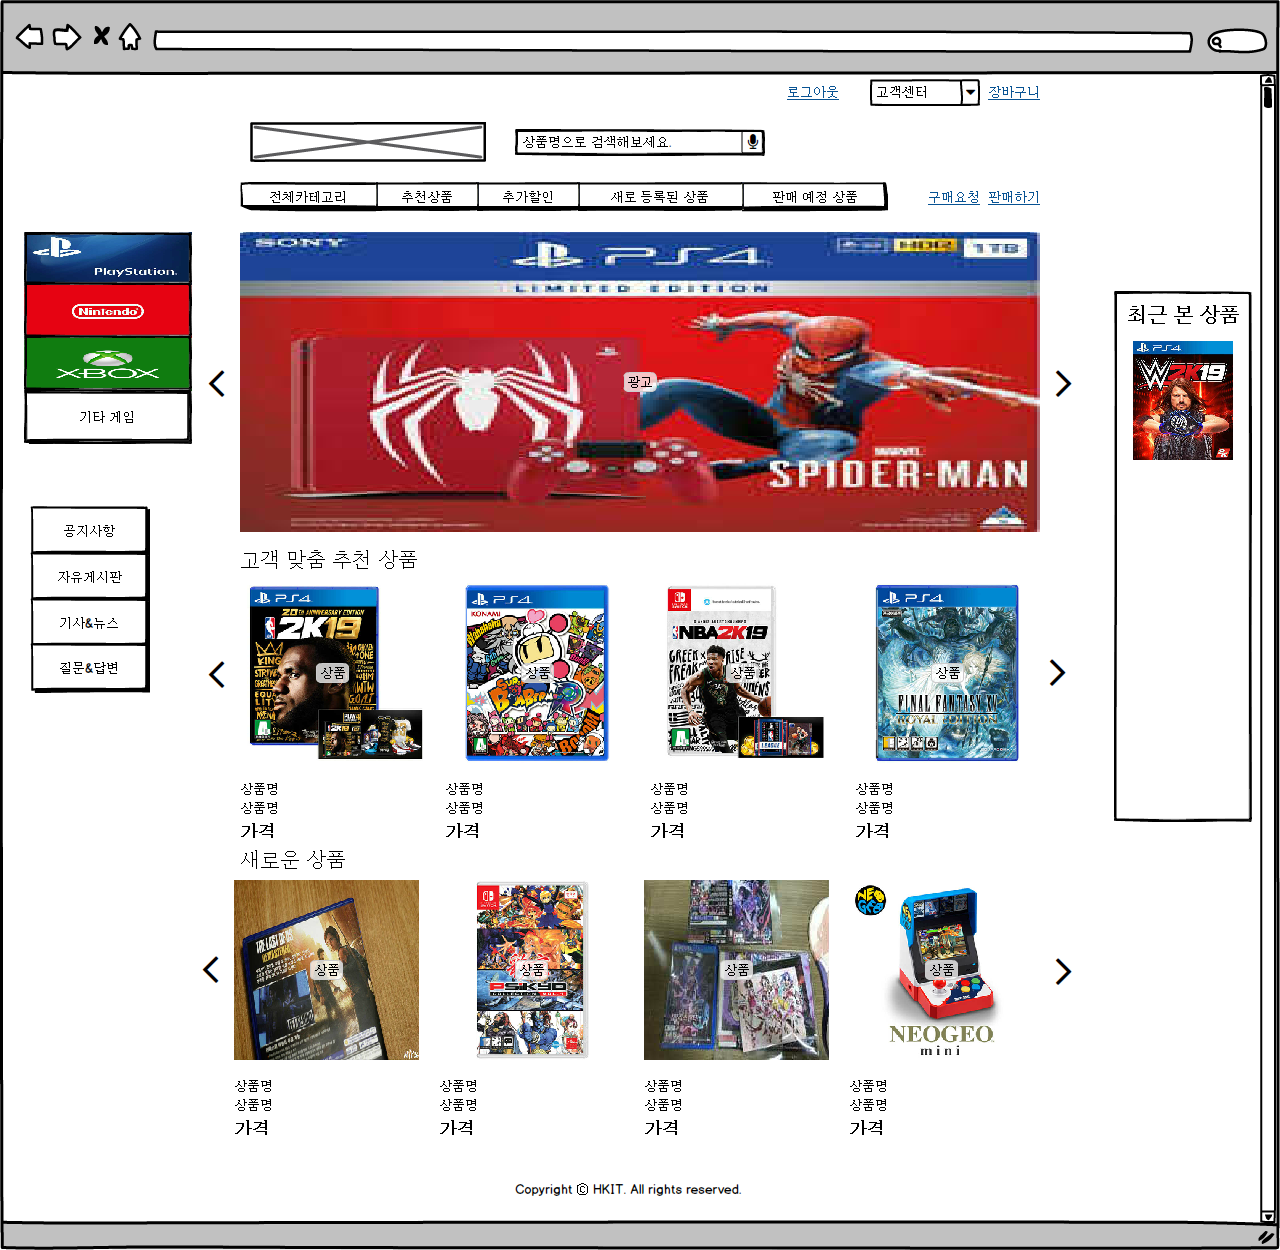 로그아웃
고객센터
장바구니
상품명으로 검색해보세요.
전체카테고리
추천상품
추가할인
새로 등록된 상품
판매 예정 상품
구매요청
판매하기
PlayStation.
Nintendo
XBOX
기타 게임
공지사항
자유게시판
기사&뉴스
질문&답변
SONY
PS4
HDR
1TB
LIMITED EDITION
광고
MARVEL
SPIDER-MAN
최근 본 상품
PS4
W2K19
고객 맞춤 추천 상품
PS4
20TH ANNIVERSARY EDITION
2K19
상품
PS4
KONAMI
상품
NBA2K19
상품
PS4
상품
FINAL FANTASY XV
ROYAL EDITION
상품명
상품명
가격
상품명
상품명
가격
상품명
상품명
가격
상품명
상품명
가격
새로운 상품
THE LAST OF US
REMASTERED
상품
상품
PSIKYO
상품
NEO
GEO
상품
NEOGEO
mini
상품명
상품명
가격
상품명
상품명
가격
상품명
상품명
가격
상품명
상품명
가격
Copyright ⓒ HKIT. All rights reserved.